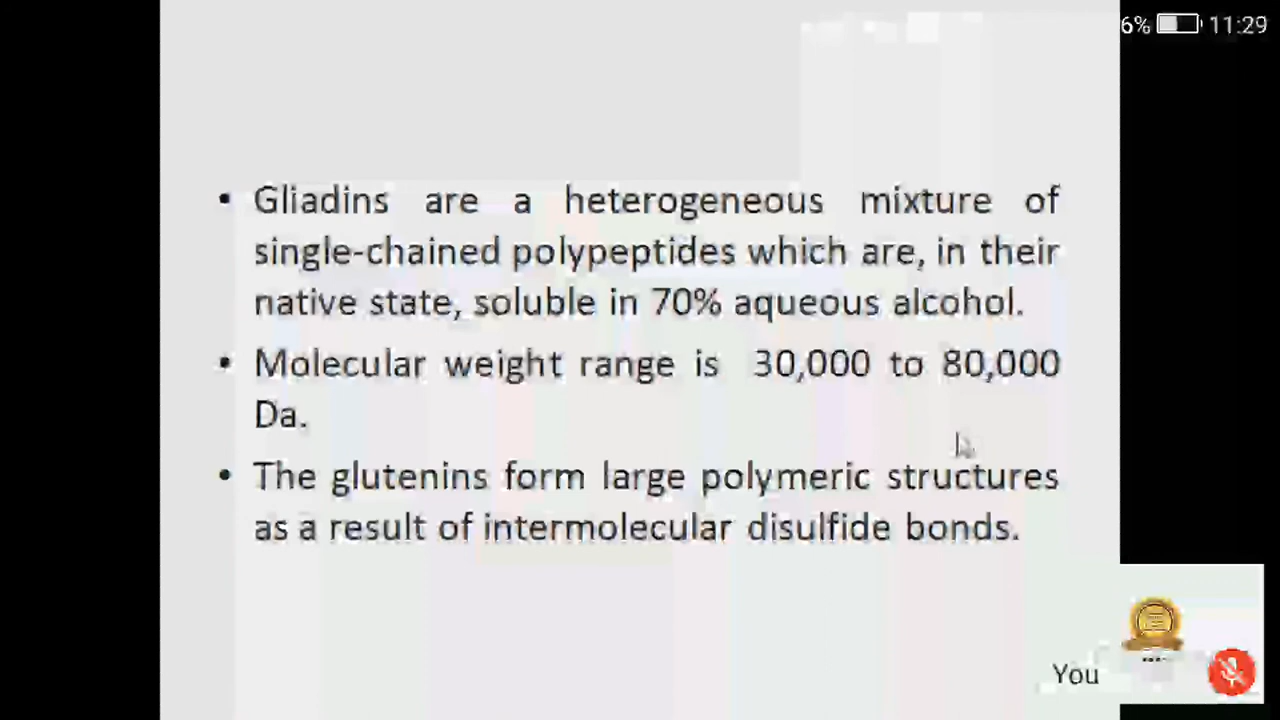 6% 11:29
• Gliadins are a heterogeneous mixture of
single-chained polypeptides which are, in their
native state, soluble in 70% aqueous alcohol.
• Molecular weight range is 30,000 to 80,000
Da.
• The glutenins form large polymeric structures
as a result of intermolecular disulfide bonds.
You